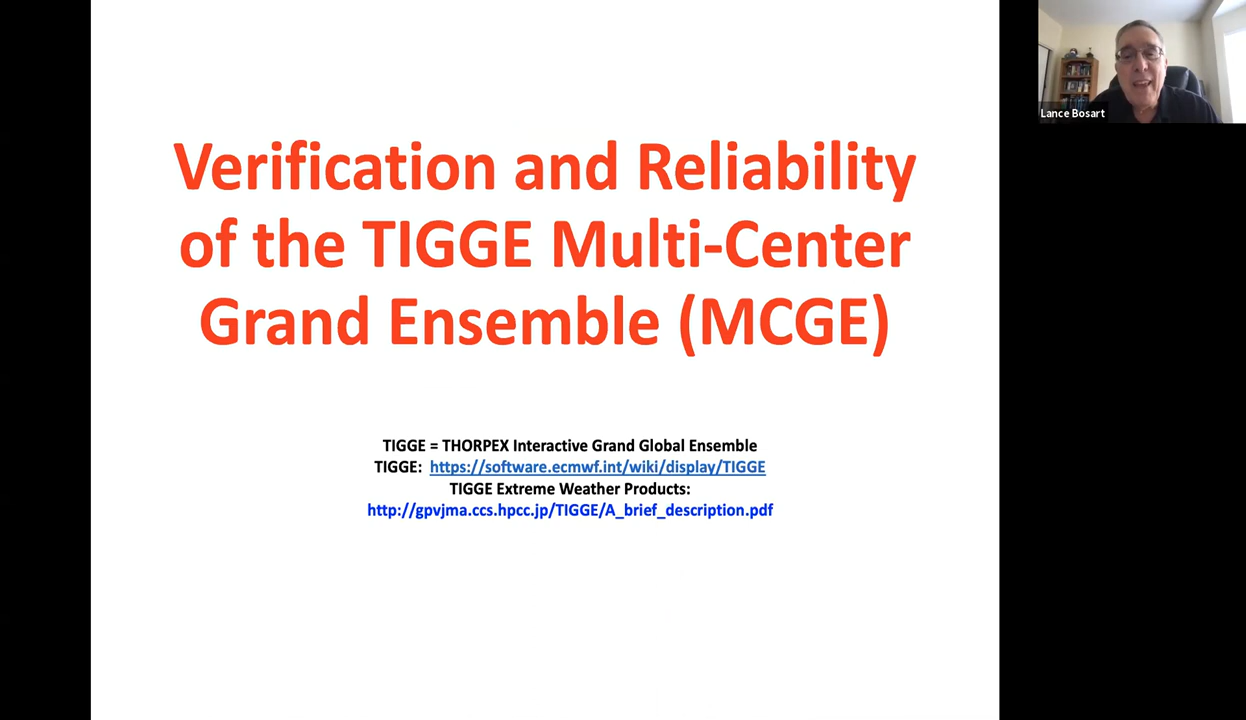 Verification and Reliability
of the TIGGE Multi-Center
Grand Ensemble (MCGE)
TIGGE = THORPEX Interactive Grand Global Ensemble
TIGGE: https://software.ecmwf.int/wiki/display/TIGGE
TIGGE Extreme Weather Products:
http://gpvjma.ccs.hpcc.jp/TIGGE/A_brief_description.pdf
Lance Bosart